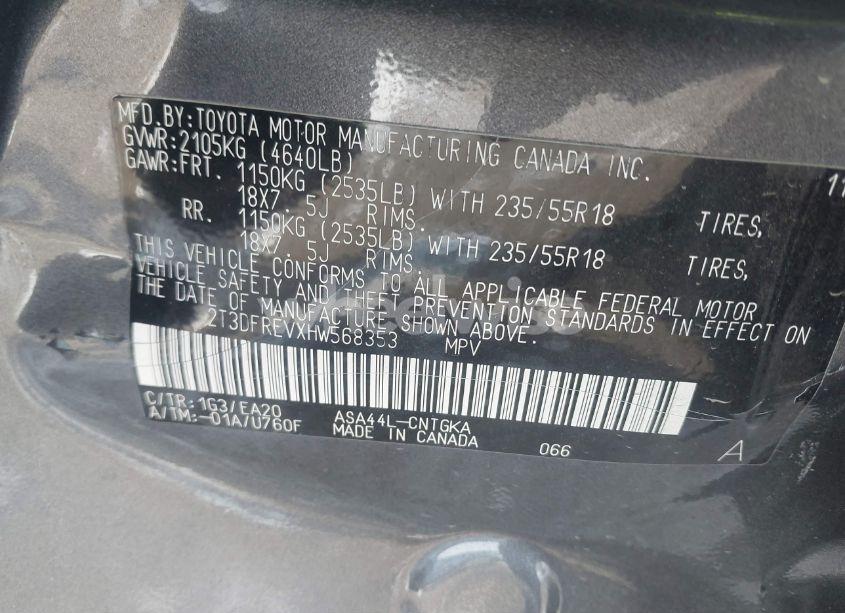 MFD.BY:TOYOTA MOTOR MANUFACTURING CANADA INC.
11
GVWR:2105KG (4640LB)
GAWR:FRT. 1150KG (2535LB) WITH 235/55R18 TIRES,
18X7.5J RIMS.
RR. 1150KG (2535LB) WITH 235/55R18 TIRES,
18X7.5J RIMS.
THIS VEHICLE CONFORMS TO ALL APPLICABLE FEDERAL MOTOR
VEHICLE SAFETY AND THEFT PREVENTION STANDARDS IN EFFECT ON
THE DATE OF MANUFACTURE SHOWN ABOVE.
2T3DFREVXHW568353 MPV
C/TR:1G3/EA20 ASA44L-CNTGKA
A/TM:-01A/U760F MADE IN CANADA 066 A